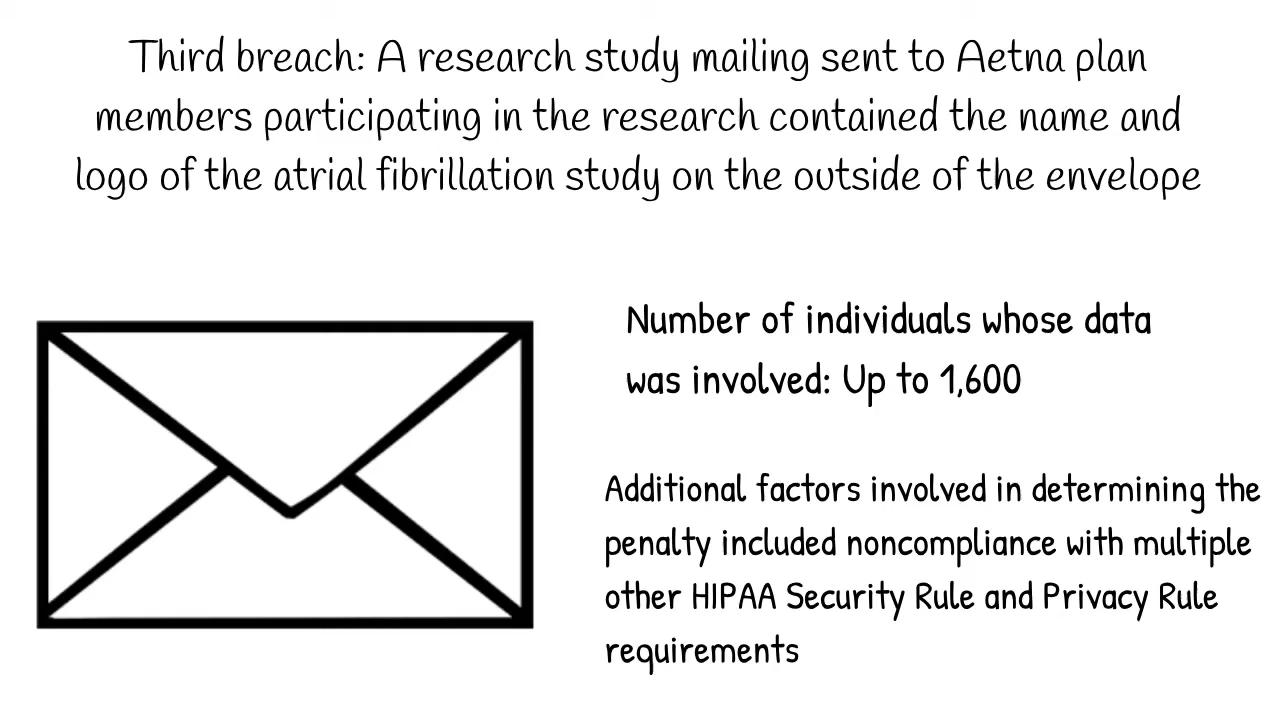 Third breach: A research study mailing sent to Aetna plan
members participating in the research contained the name and
logo of the atrial fibrillation study on the outside of the envelope
Number of individuals whose data
was involved: Up to 1,600
Additional factors involved in determining the
penalty included noncompliance with multiple
other HIPAA Security Rule and Privacy Rule
requirements